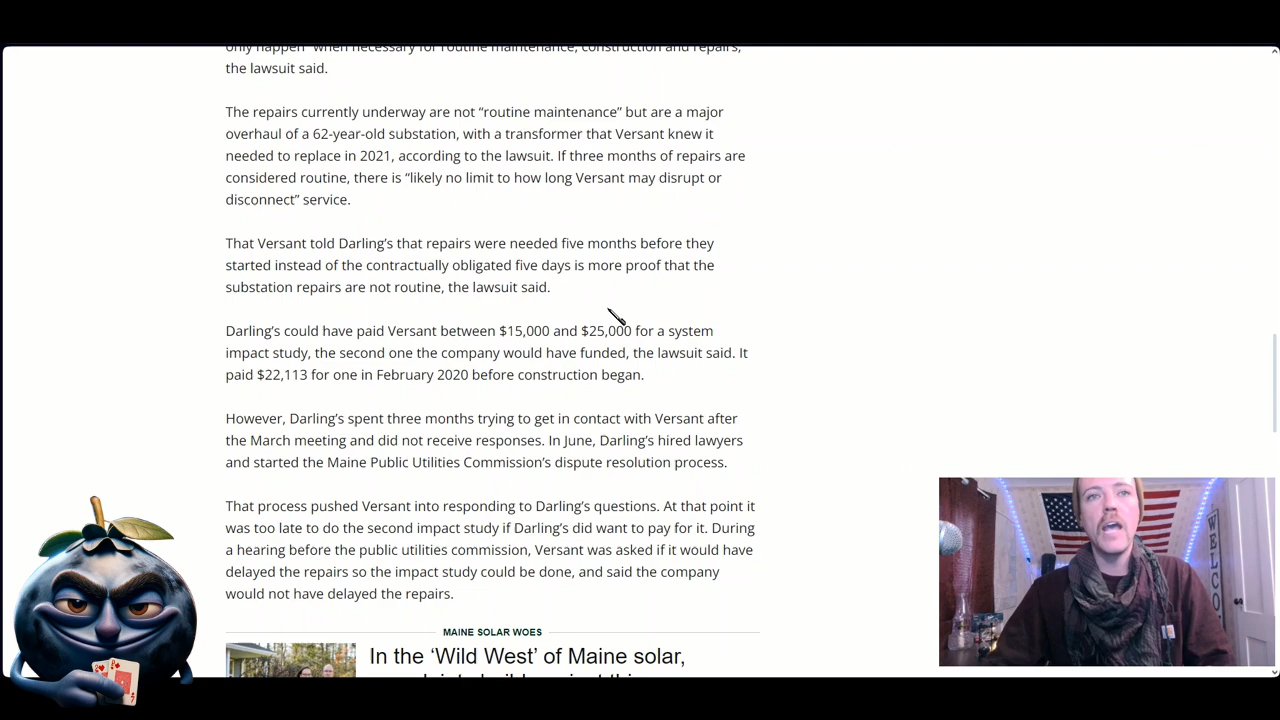 only happen “when necessary for routine maintenance, construction and repairs,”
the lawsuit said.
The repairs currently underway are not “routine maintenance” but are a major
overhaul of a 62-year-old substation, with a transformer that Versant knew it
needed to replace in 2021, according to the lawsuit. If three months of repairs are
considered routine, there is “likely no limit to how long Versant may disrupt or
disconnect” service.
That Versant told Darling’s that repairs were needed five months before they
started instead of the contractually obligated five days is more proof that the
substation repairs are not routine, the lawsuit said.
Darling’s could have paid Versant between $15,000 and $25,000 for a system
impact study, the second one the company would have funded, the lawsuit said. It
paid $22,113 for one in February 2020 before construction began.
However, Darling’s spent three months trying to get in contact with Versant after
the March meeting and did not receive responses. In June, Darling’s hired lawyers
and started the Maine Public Utilities Commission’s dispute resolution process.
That process pushed Versant into responding to Darling’s questions. At that point it
was too late to do the second impact study if Darling’s did want to pay for it. During
a hearing before the public utilities commission, Versant was asked if it would have
delayed the repairs so the impact study could be done, and said the company
would not have delayed the repairs.
MAINE SOLAR WOES
In the ‘Wild West’ of Maine solar,
WELCO